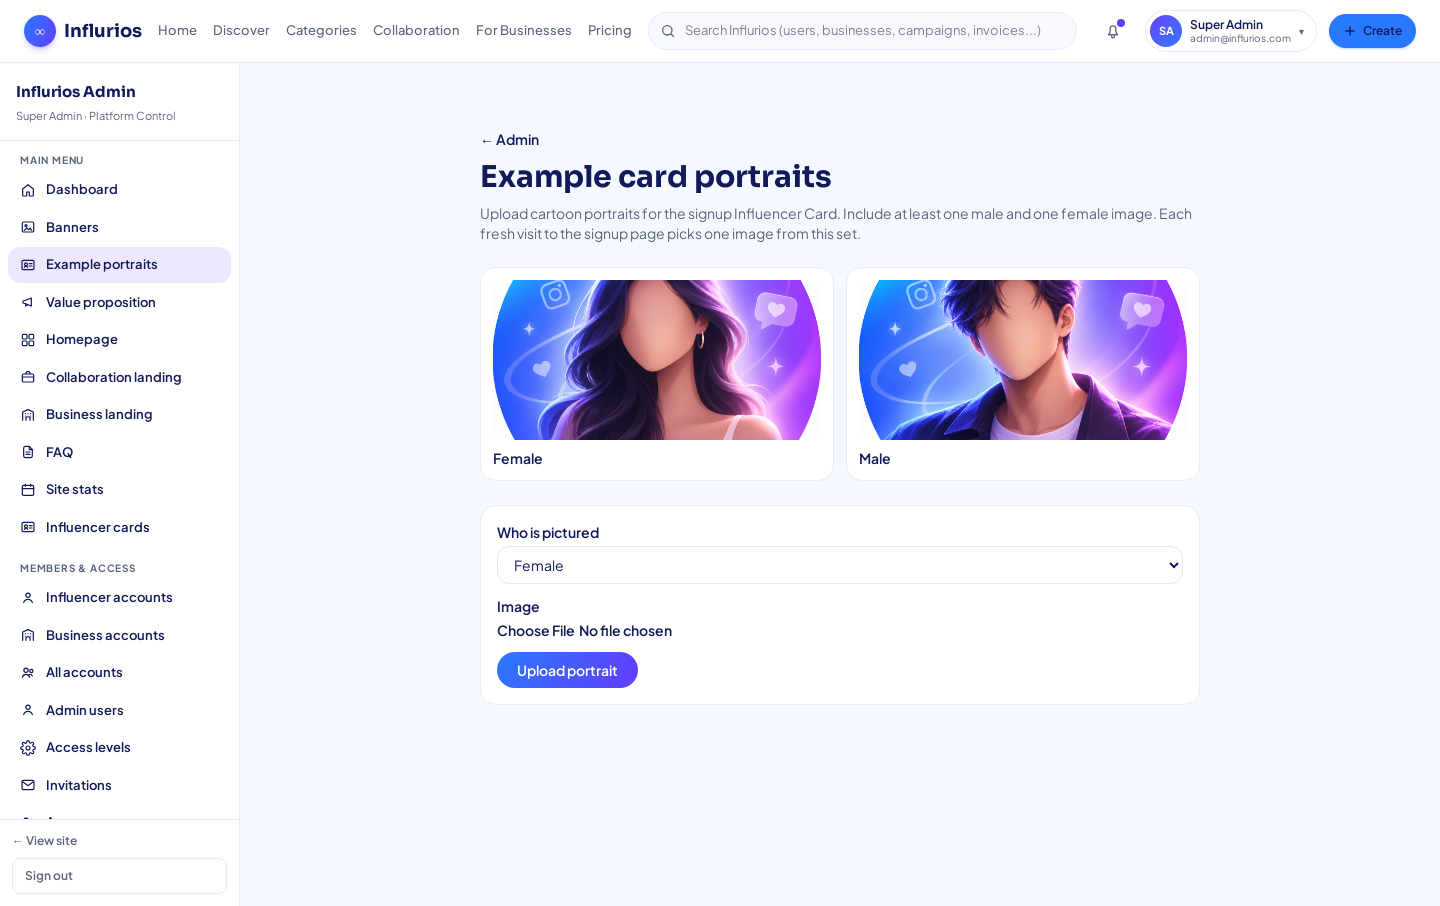 ∞ Influrios Home Discover Categories Collaboration For Businesses Pricing Search Influrios (users, businesses, campaigns, invoices...) SA Super Admin ▾ + Create
admin@influrios.com
Influrios Admin
Super Admin · Platform Control
MAIN MENU
Dashboard
Banners
Example portraits
Value proposition
Homepage
Collaboration landing
Business landing
FAQ
Site stats
Influencer cards
MEMBERS & ACCESS
Influencer accounts
Business accounts
All accounts
Admin users
Access levels
Invitations
← View site
Sign out
← Admin
Example card portraits
Upload cartoon portraits for the signup Influencer Card. Include at least one male and one female image. Each
fresh visit to the signup page picks one image from this set.
Female
Male
Who is pictured
Female
Image
Choose File No file chosen
Upload portrait